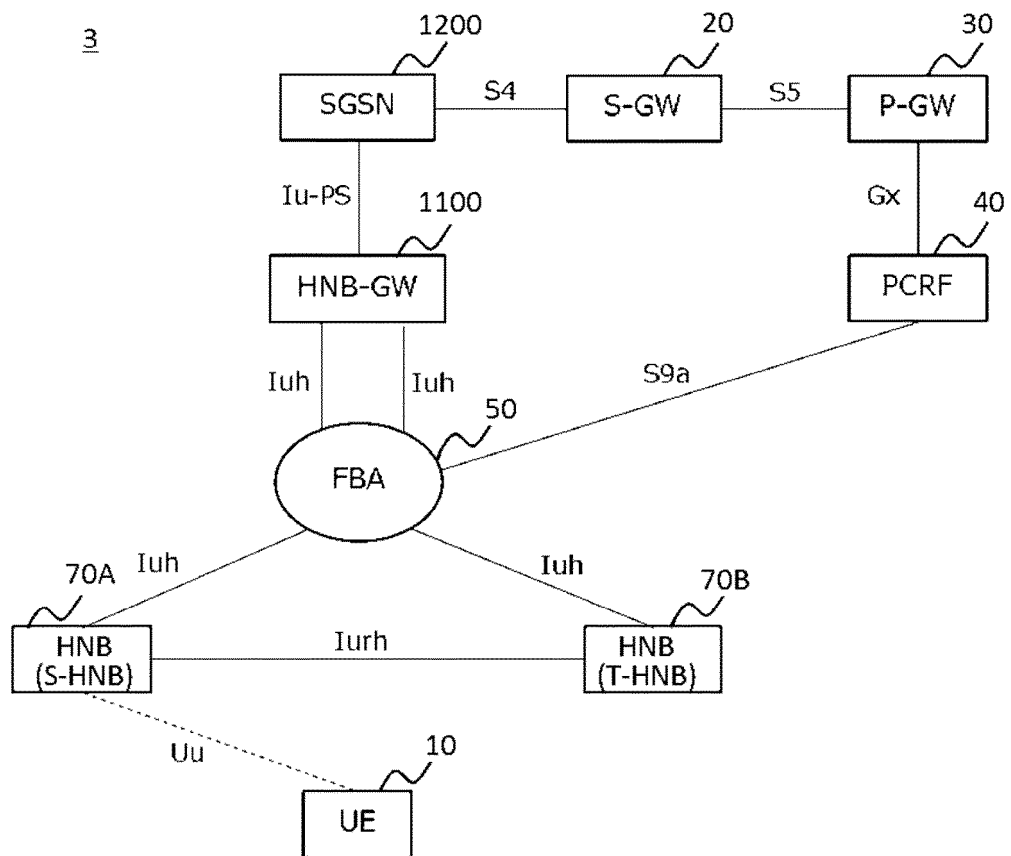 3
1200
20
30
SGSN
S4
S-GW
S5
P-GW
Iu-PS
1100
Gx
40
HNB-GW
PCRF
Iuh
Iuh
S9a
50
FBA
Iuh
Iuh
70A
70B
HNB
(S-HNB)
Iurh
HNB
(T-HNB)
Uu
10
UE